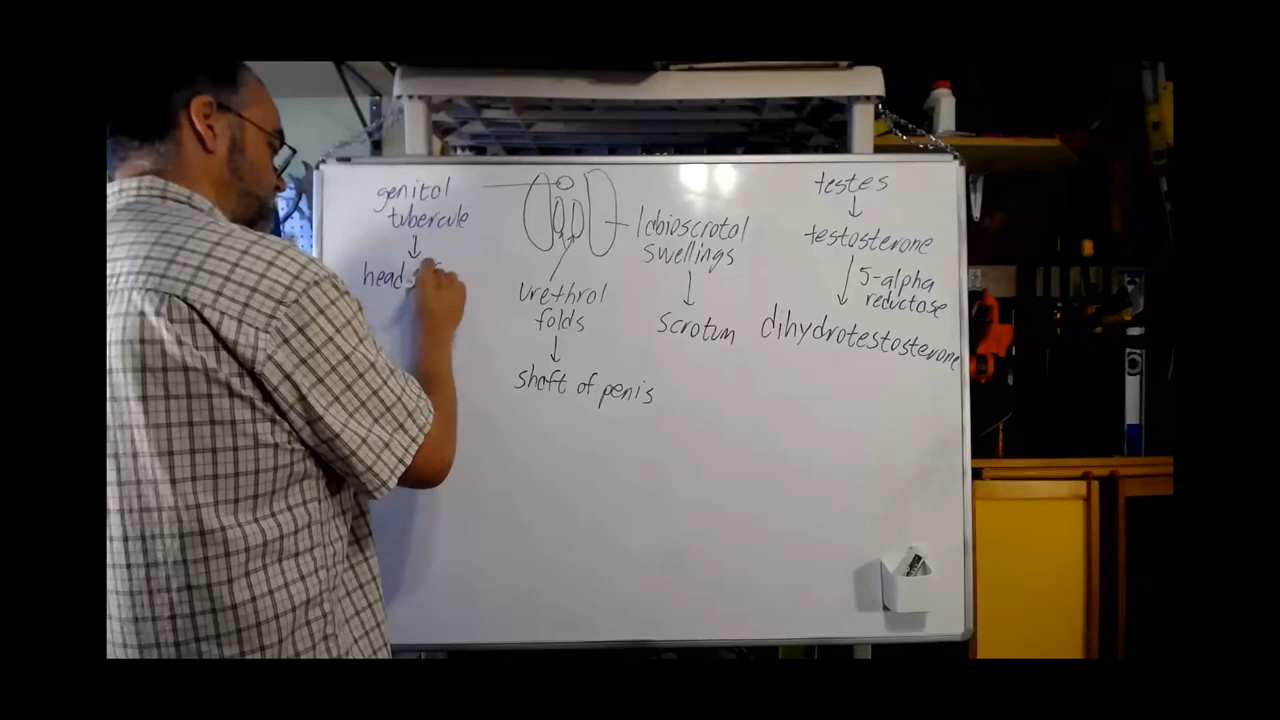 genital
tubercule
head
labioscrotal
swellings
urethral
folds
scrotum
shaft of penis
testes
testosterone
5-alpha
reductase
dihydrotestosterone